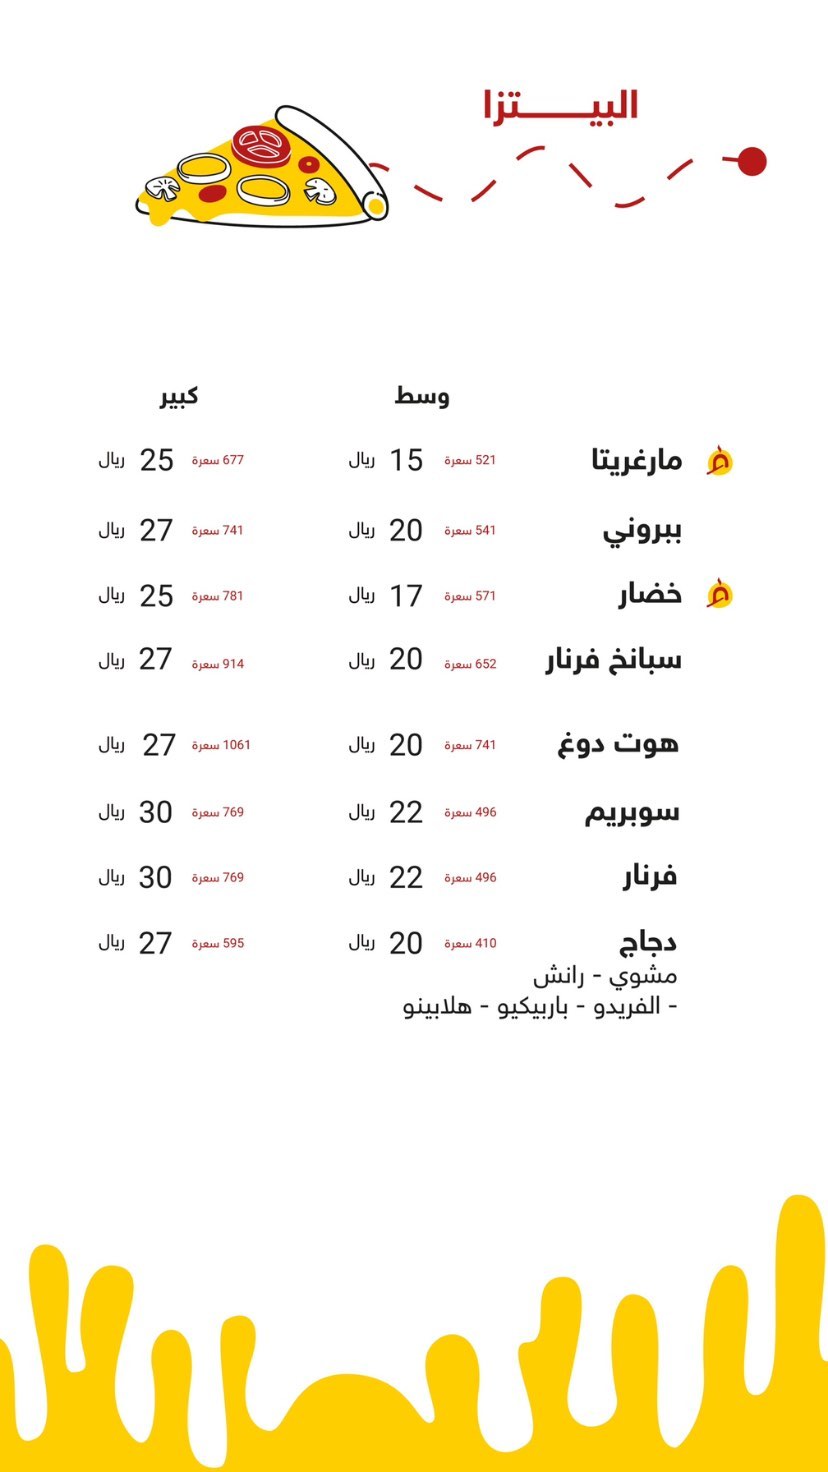 البيـــــتزا
وسط كبير
مارغريتا 521 سعرة 15 ريال 677 سعرة 25 ريال
ببروني 541 سعرة 20 ريال 741 سعرة 27 ريال
خضار 571 سعرة 17 ريال 781 سعرة 25 ريال
سبانخ فرنار 652 سعرة 20 ريال 914 سعرة 27 ريال
هوت دوغ 741 سعرة 20 ريال 1061 سعرة 27 ريال
سوبريم 496 سعرة 22 ريال 769 سعرة 30 ريال
فرنار 496 سعرة 22 ريال 769 سعرة 30 ريال
دجاج 410 سعرة 20 ريال 595 سعرة 27 ريال
مشوي - رانش
- الفريدو - باربيكيو - هلابينو